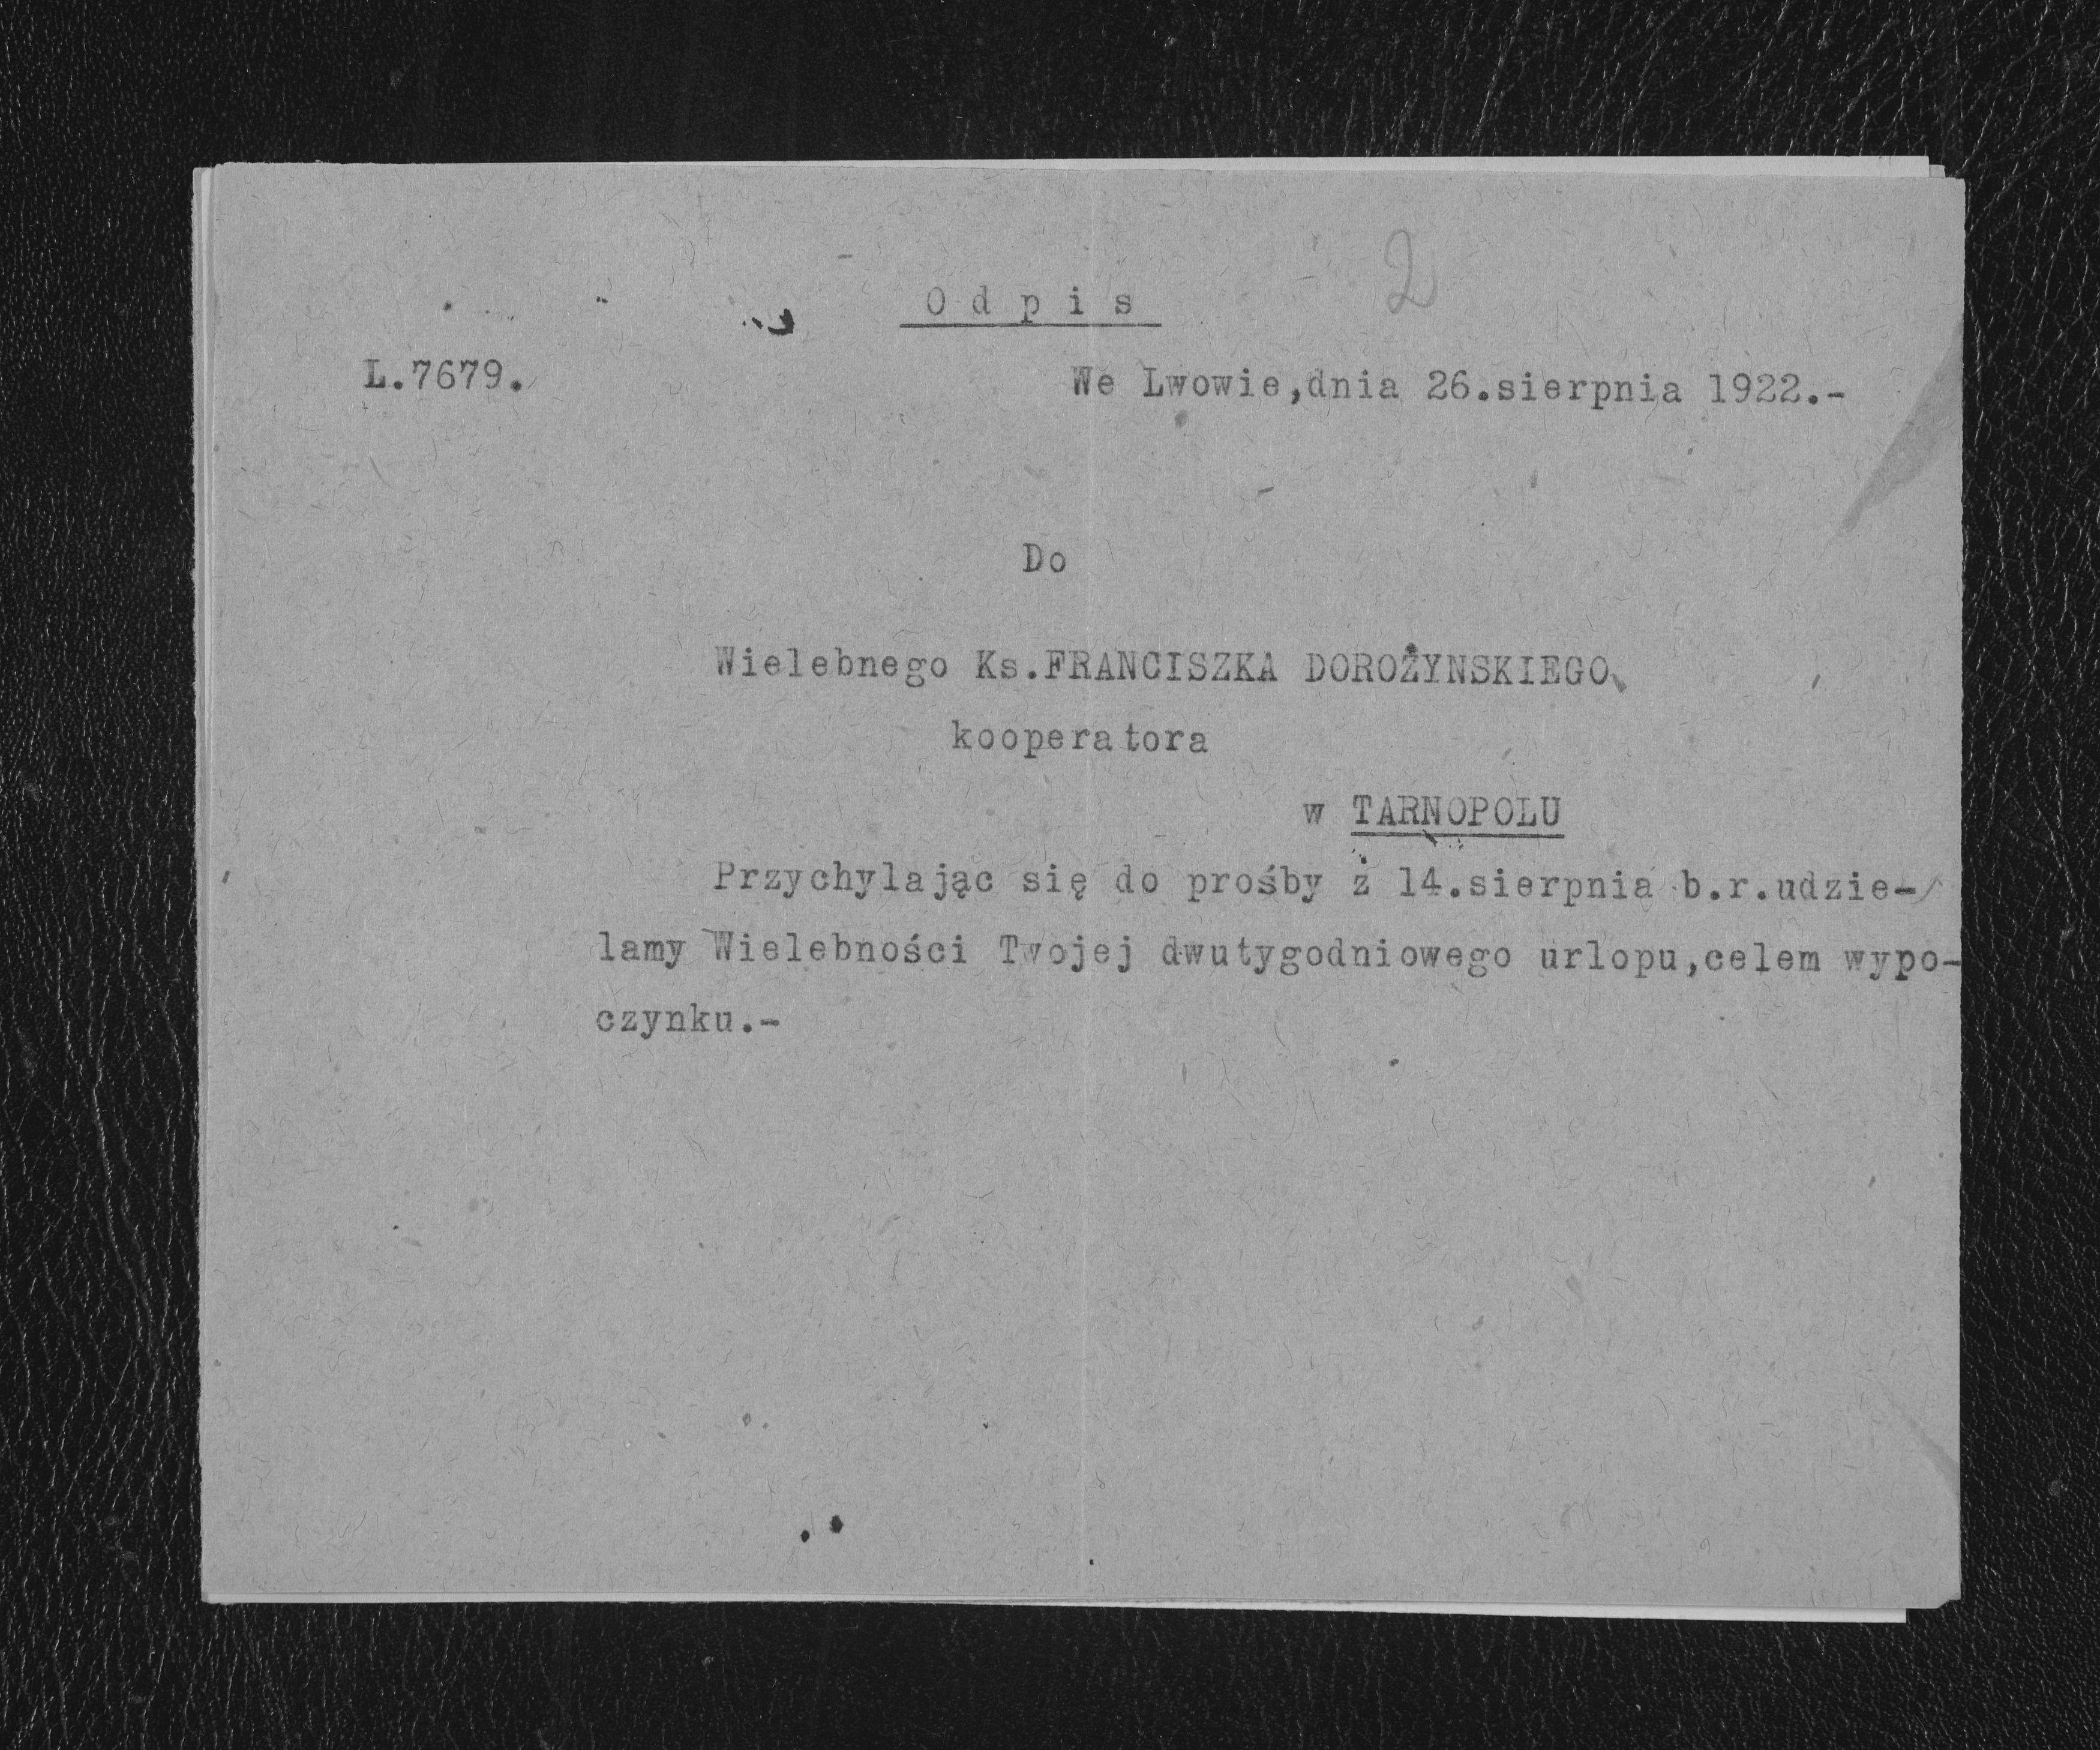 2
O d p i s
L.7679.
We Lwowie,dnia 26.sierpnia 1922.-
Do
Wielebnego Ks.FRANCISZKA DOROŻYNSKIEGO
kooperatora
w TARNOPOLU
Przychylając się do prośby z 14.sierpnia b.r.udzie-
lamy Wielebności Twojej dwutygodniowego urlopu,celem wypo-
czynku.-